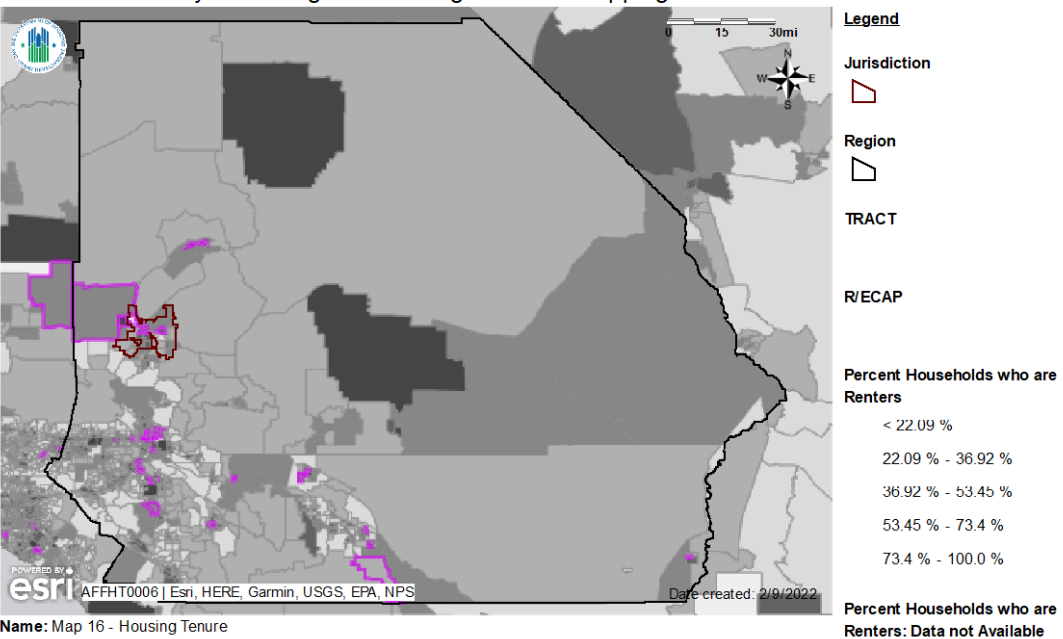 0 15 30mi
N
W E
S
POWERED BY
esri
AFFHT0006 | Esri, HERE, Garmin, USGS, EPA, NPS
Date created: 2/9/2022
Name: Map 16 - Housing Tenure
Legend
Jurisdiction
Region
TRACT
R/ECAP
Percent Households who are
Renters
< 22.09 %
22.09 % - 36.92 %
36.92 % - 53.45 %
53.45 % - 73.4 %
73.4 % - 100.0 %
Percent Households who are
Renters: Data not Available